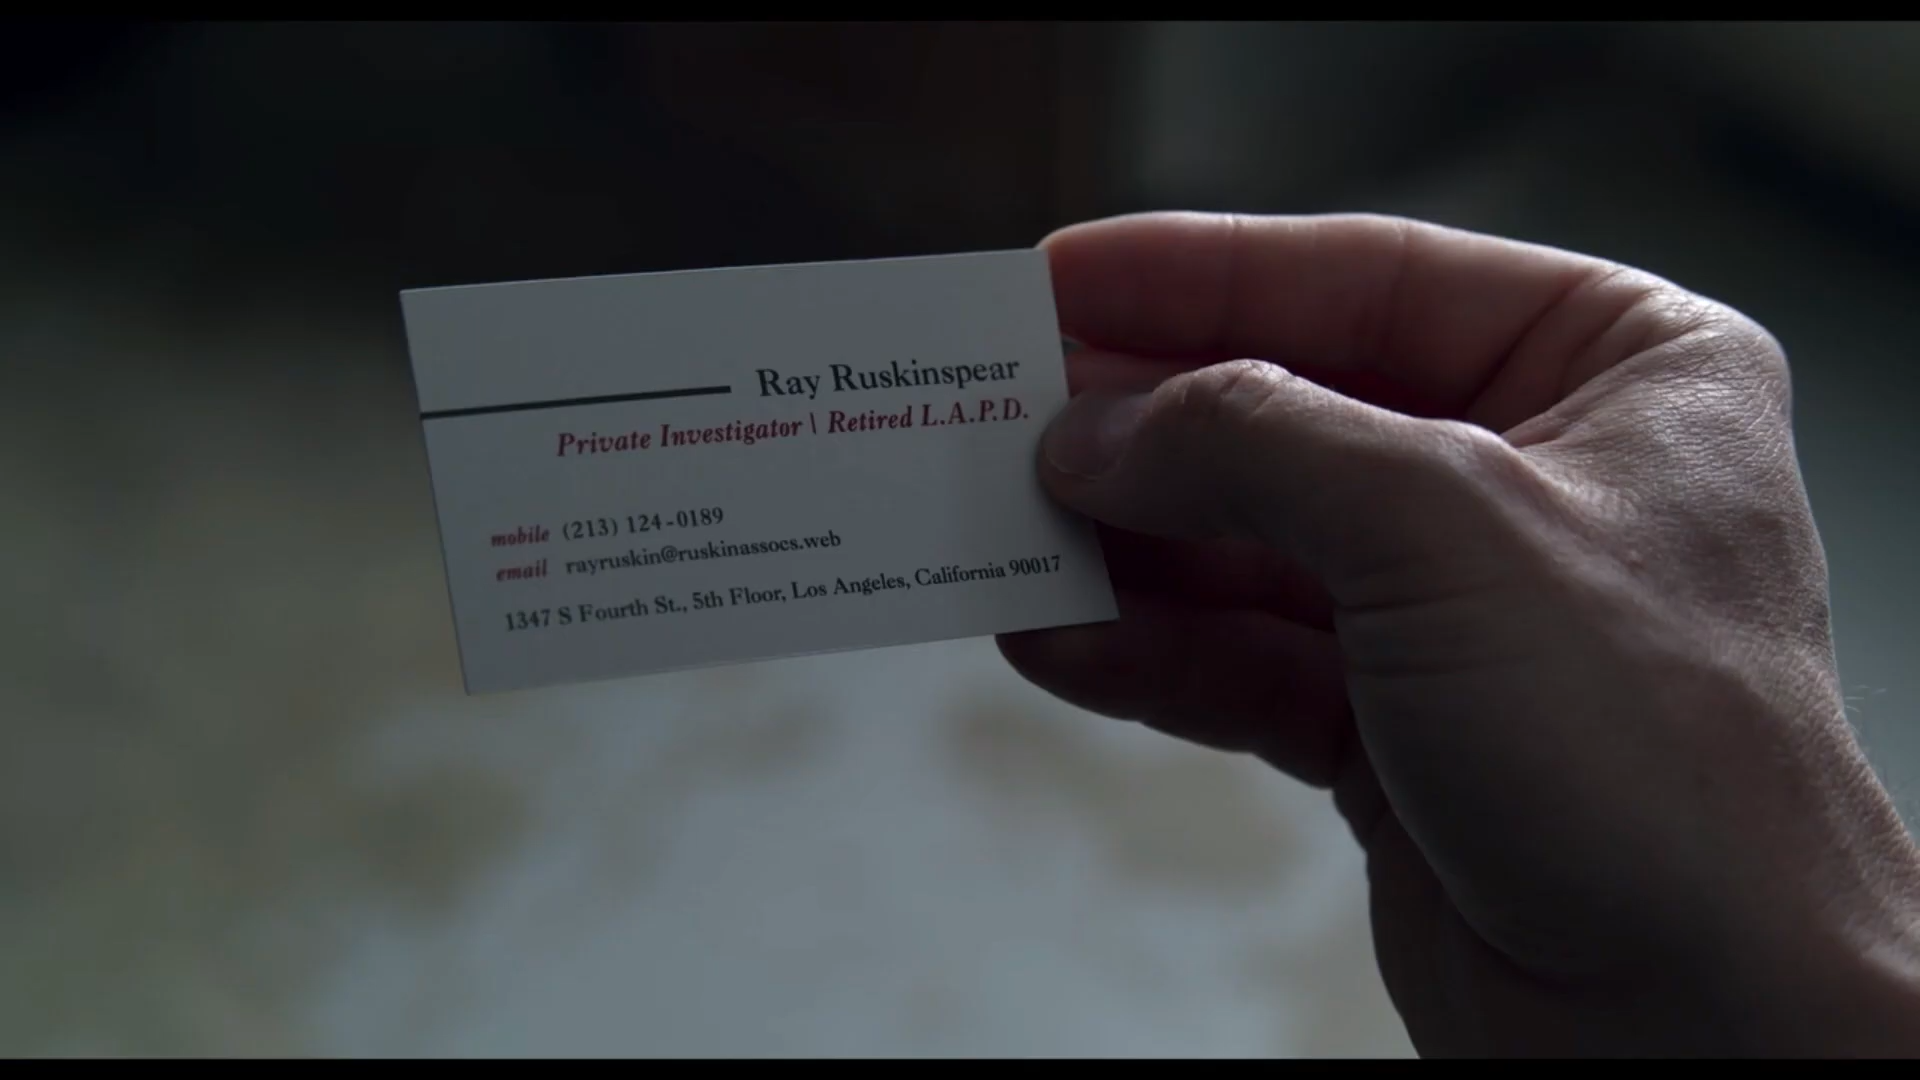 Ray Ruskinspear
Private Investigator \ Retired L.A.P.D.
mobile (213) 124-0189
email rayruskin@ruskinassocs.web
1347 S Fourth St., 5th Floor, Los Angeles, California 90017